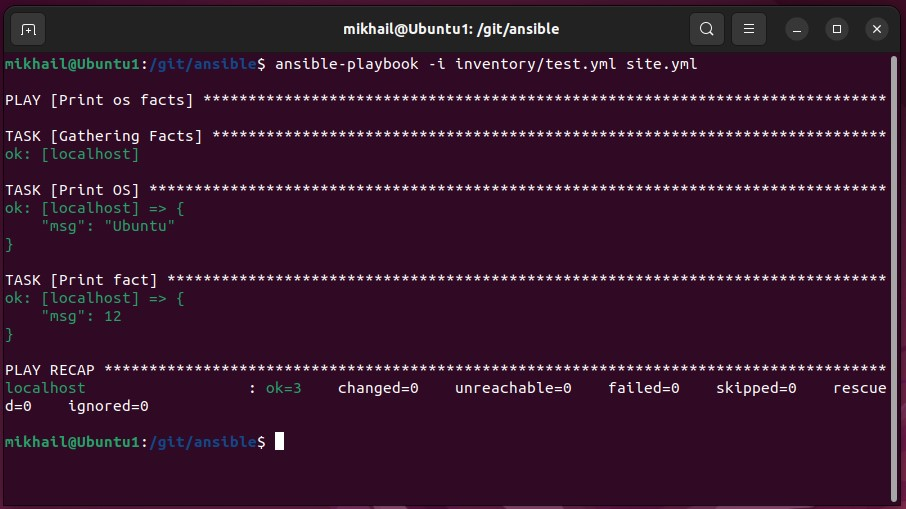 mikhail@Ubuntu1: /git/ansible
mikhail@Ubuntu1:/git/ansible$ ansible-playbook -i inventory/test.yml site.yml
PLAY [Print os facts] ****************************************************************************
TASK [Gathering Facts] ***************************************************************************
ok: [localhost]
TASK [Print OS] **********************************************************************************
ok: [localhost] => {
    "msg": "Ubuntu"
}
TASK [Print fact] ********************************************************************************
ok: [localhost] => {
    "msg": 12
}
PLAY RECAP ***************************************************************************************
localhost                  : ok=3    changed=0    unreachable=0    failed=0    skipped=0    rescue
d=0    ignored=0
mikhail@Ubuntu1:/git/ansible$